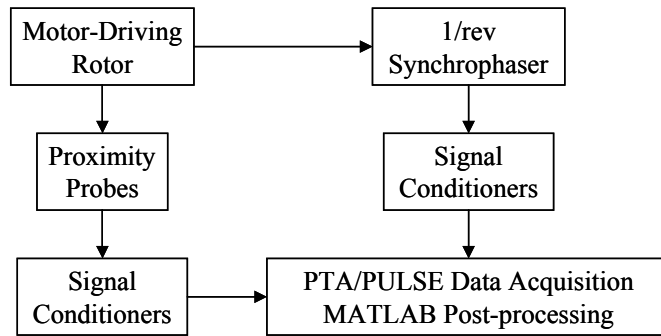 Motor-Driving
Rotor
1/rev
Synchrophaser
Proximity
Probes
Signal
Conditioners
Signal
Conditioners
PTA/PULSE Data Acquisition
MATLAB Post-processing